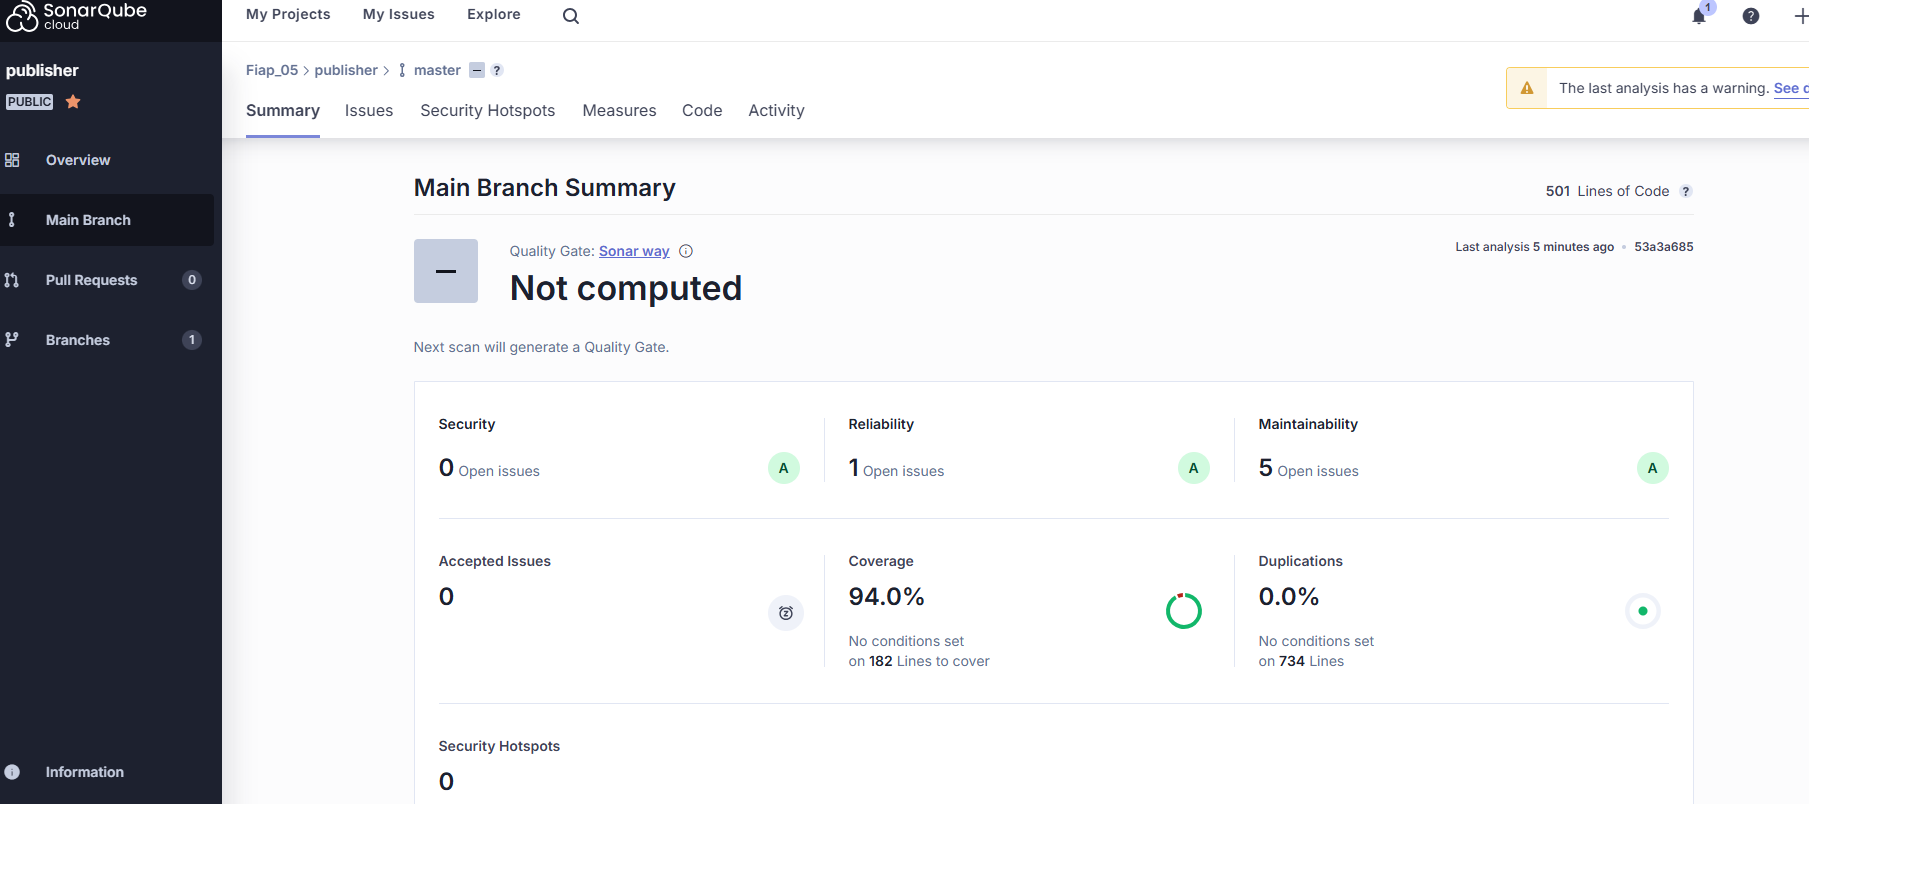 SonarQube
cloud
My Projects
My Issues
Explore
1
?
publisher
PUBLIC
Overview
Main Branch
Pull Requests
0
Branches
1
Information
Fiap_05 > publisher > master
?
The last analysis has a warning. See d
Summary
Issues
Security Hotspots
Measures
Code
Activity
Main Branch Summary
501 Lines of Code
?
Quality Gate: Sonar way
Not computed
Last analysis 5 minutes ago • 53a3a685
Next scan will generate a Quality Gate.
Security
0 Open issues
A
Reliability
1 Open issues
A
Maintainability
5 Open issues
A
Accepted Issues
0
Coverage
94.0%
No conditions set
on 182 Lines to cover
Duplications
0.0%
No conditions set
on 734 Lines
Security Hotspots
0